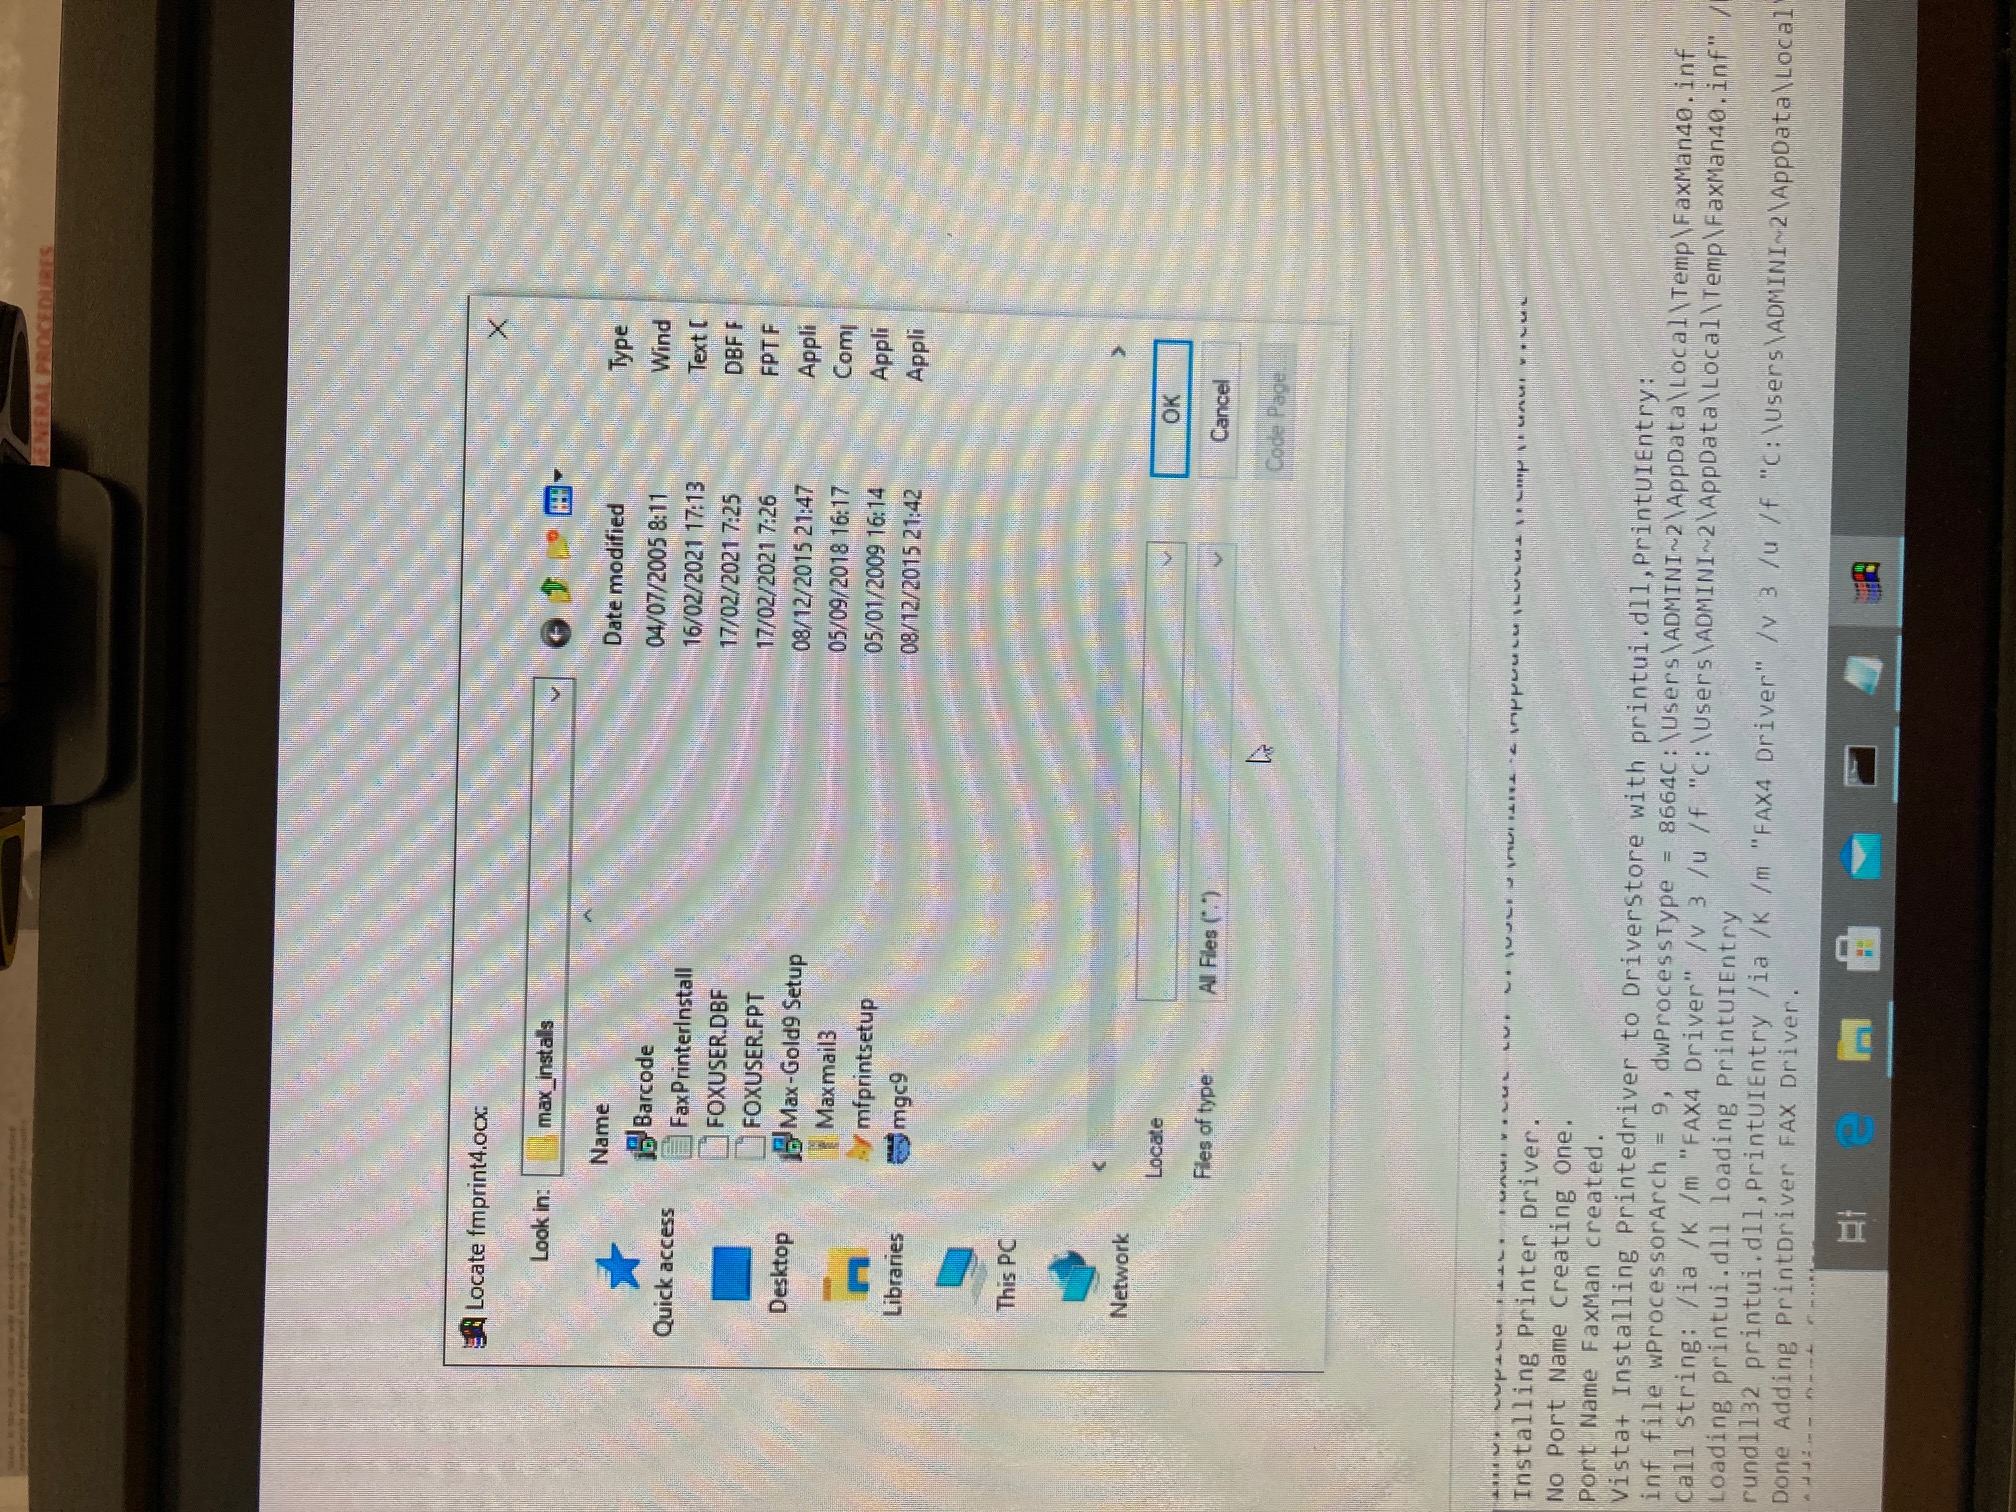 GENERAL PROCEDURES
Locate fmprint4.ocx:
Look in: max_installs
Name Date modified Type
Barcode 04/07/2005 8:11 Wind
FaxPrinterInstall 16/02/2021 17:13 Text D
FOXUSER.DBF 17/02/2021 7:25 DBF F
FOXUSER.FPT 17/02/2021 7:26 FPT F
Max-Gold9 Setup 08/12/2015 21:47 Appli
Maxmail3 05/09/2018 16:17 Comp
mfprintsetup 05/01/2009 16:14 Appli
mgc9 08/12/2015 21:42 Appli
Quick access
Desktop
Libraries
This PC
Network
Locate
OK
Files of type: All Files (*.*)
Cancel
Code Page...
Installing Printer Driver.
No Port Name Creating One.
Port Name FaxMan created.
Vista+ Installing Printedriver to DriverStore with printui.dll,PrintUIEntry:
inf file wProcessorArch = 9, dwProcessType = 8664C:\Users\ADMINI~2\AppData\Local\Temp\FaxMan40.inf
Call String: /ia /K /m "FAX4 Driver" /v 3 /u /f "C:\Users\ADMINI~2\AppData\Local\Temp\FaxMan40.inf" /
Loading printui.dll loading PrintUIEntry
rundll32 printui.dll,PrintUIEntry /ia /K /m "FAX4 Driver" /v 3 /u /f "C:\Users\ADMINI~2\AppData\Local\
Done Adding PrintDriver FAX Driver.